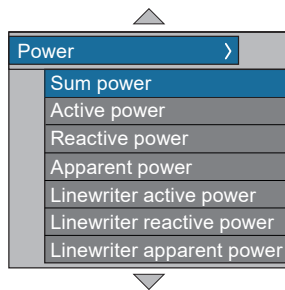 Power
Sum power
Active power
Reactive power
Apparent power
Linewriter active power
Linewriter reactive power
Linewriter apparent power